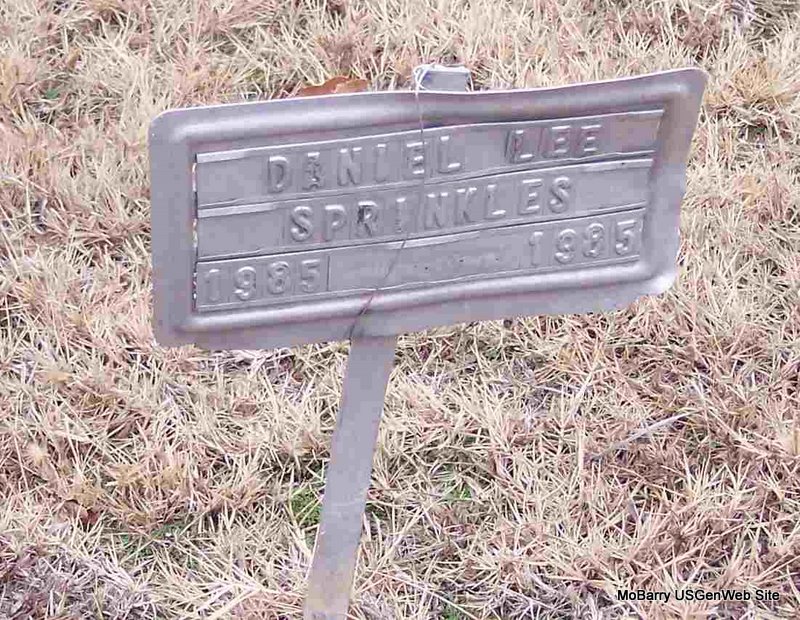 DANIEL LEE
SPRINKLES
1985 1985
MoBarry USGenWeb Site